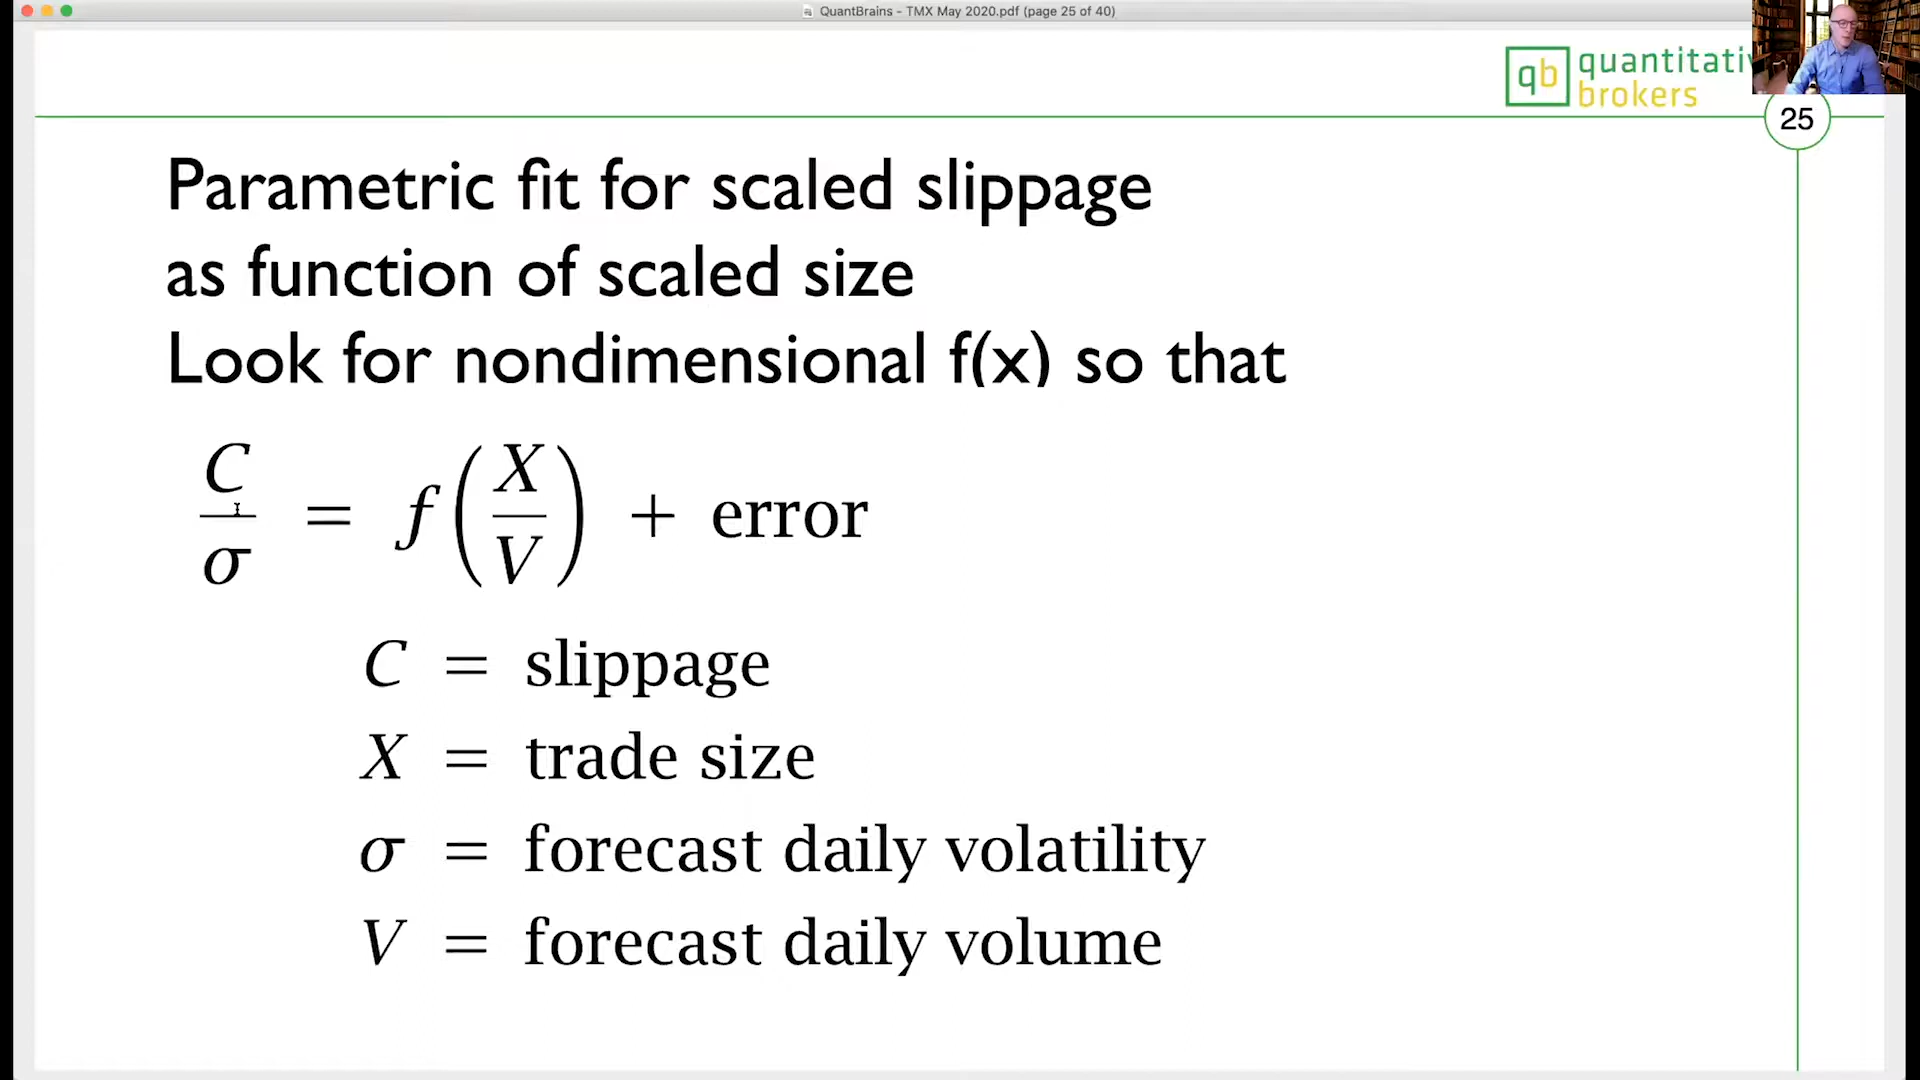 QuantBrains - TMX May 2020.pdf (page 25 of 40)
qb quantitati
brokers
25
Parametric fit for scaled slippage
as function of scaled size
Look for nondimensional f(x) so that
C/σ = f(X/V) + error
C = slippage
X = trade size
σ = forecast daily volatility
V = forecast daily volume